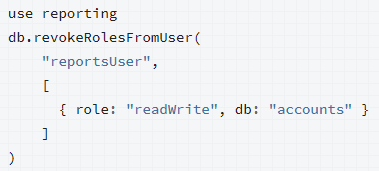 use reporting
db.revokeRolesFromUser(
    "reportsUser",
    [
      { role: "readWrite", db: "accounts" }
    ]
)